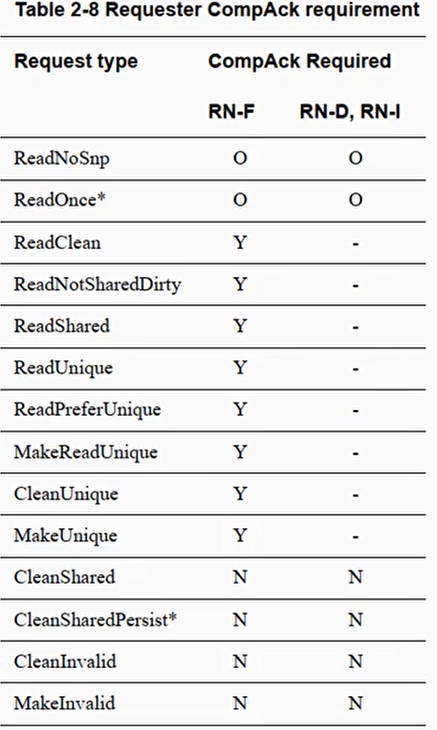 Table 2-8 Requester CompAck requirement
Request type CompAck Required
RN-F RN-D, RN-I
ReadNoSnp O O
ReadOnce* O O
ReadClean Y -
ReadNotSharedDirty Y -
ReadShared Y -
ReadUnique Y -
ReadPreferUnique Y -
MakeReadUnique Y -
CleanUnique Y -
MakeUnique Y -
CleanShared N N
CleanSharedPersist* N N
CleanInvalid N N
MakeInvalid N N